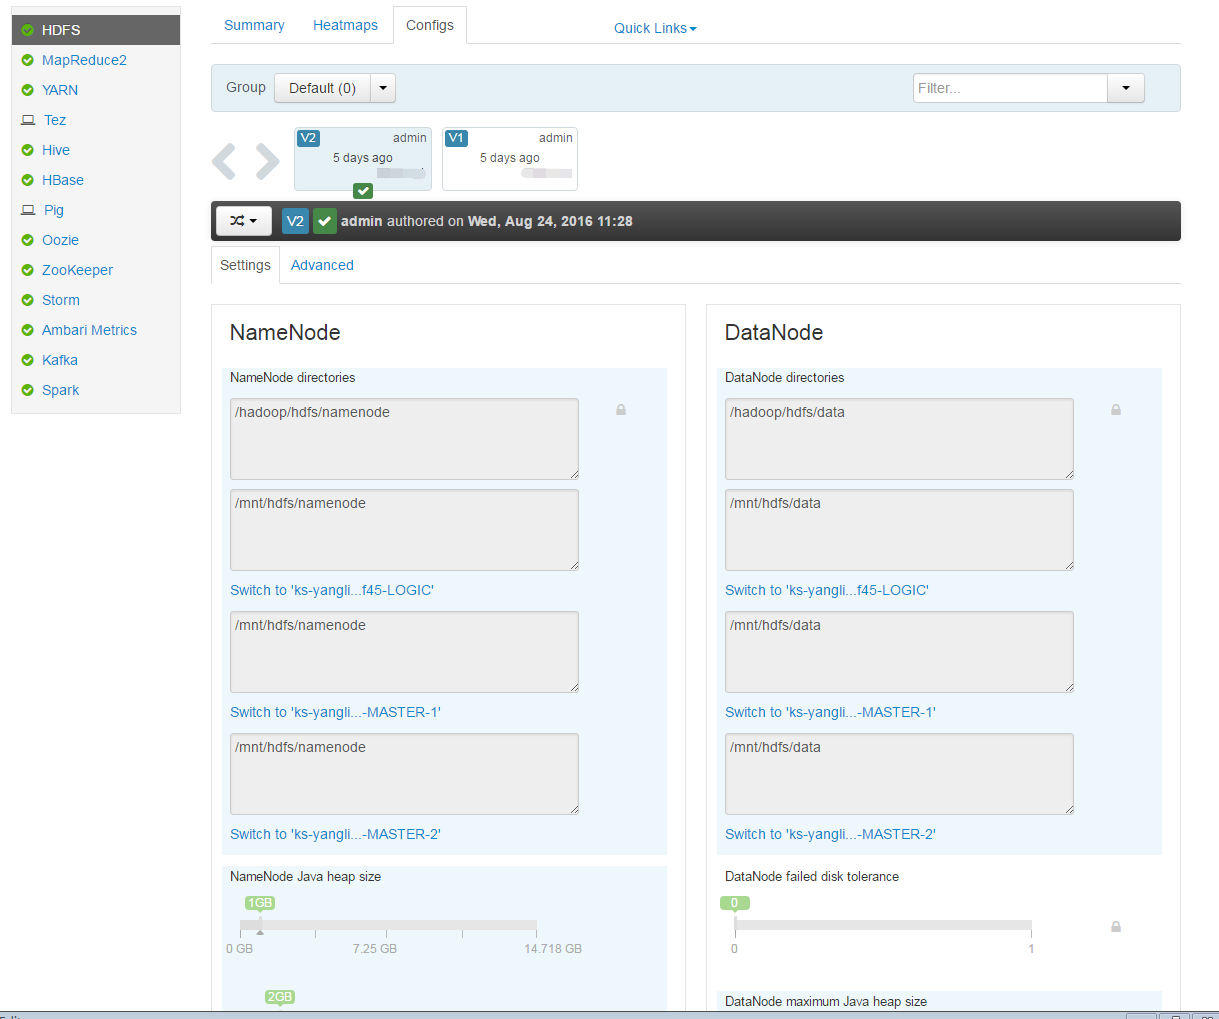 HDFS
MapReduce2
YARN
Tez
Hive
HBase
Pig
Oozie
ZooKeeper
Storm
Ambari Metrics
Kafka
Spark
Summary Heatmaps Configs Quick Links
Group Default (0) Filter...
V2 admin
5 days ago
V1 admin
5 days ago
V2 admin authored on Wed, Aug 24, 2016 11:28
Settings Advanced
NameNode
NameNode directories
/hadoop/hdfs/namenode
/mnt/hdfs/namenode
Switch to 'ks-yangli...f45-LOGIC'
/mnt/hdfs/namenode
Switch to 'ks-yangli...-MASTER-1'
/mnt/hdfs/namenode
Switch to 'ks-yangli...-MASTER-2'
NameNode Java heap size
1GB
0 GB 7.25 GB 14.718 GB
2GB
DataNode
DataNode directories
/hadoop/hdfs/data
/mnt/hdfs/data
Switch to 'ks-yangli...f45-LOGIC'
/mnt/hdfs/data
Switch to 'ks-yangli...-MASTER-1'
/mnt/hdfs/data
Switch to 'ks-yangli...-MASTER-2'
DataNode failed disk tolerance
0
0 1
DataNode maximum Java heap size